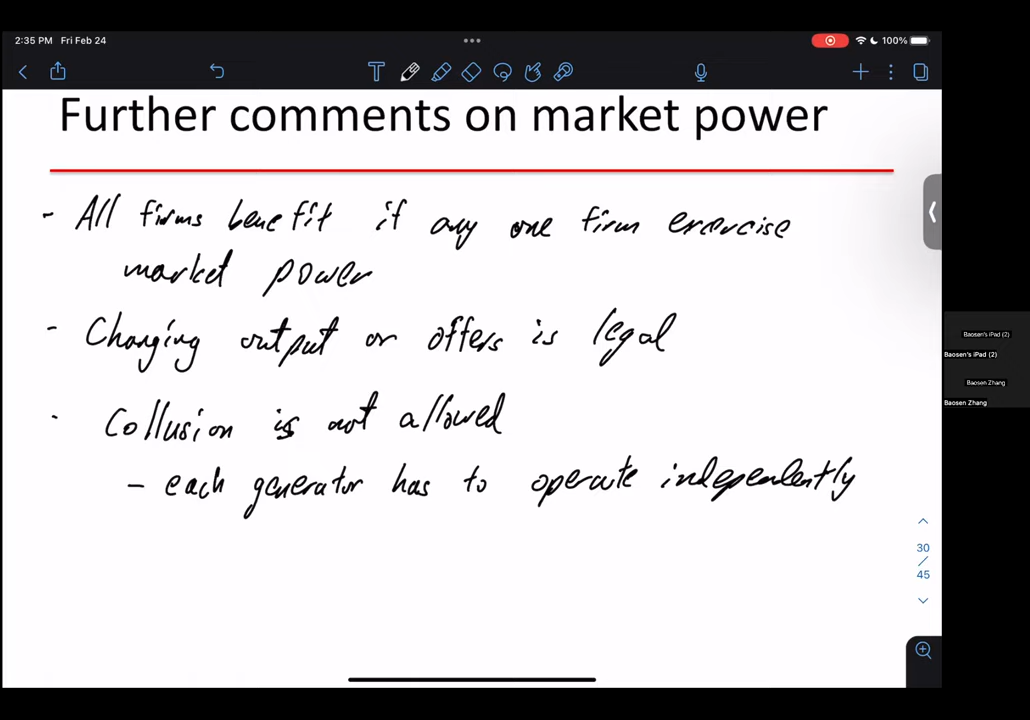 2:35 PM Fri Feb 24
100%
Further comments on market power
- All firms benefit if any one firm exercise
market power
- Changing output or offers is legal
- Collusion is not allowed
- each generator has to operate independently
30
/
45
Baosen's iPad (2)
Baosen's iPad (2)
Baosen Zhang
Baosen Zhang